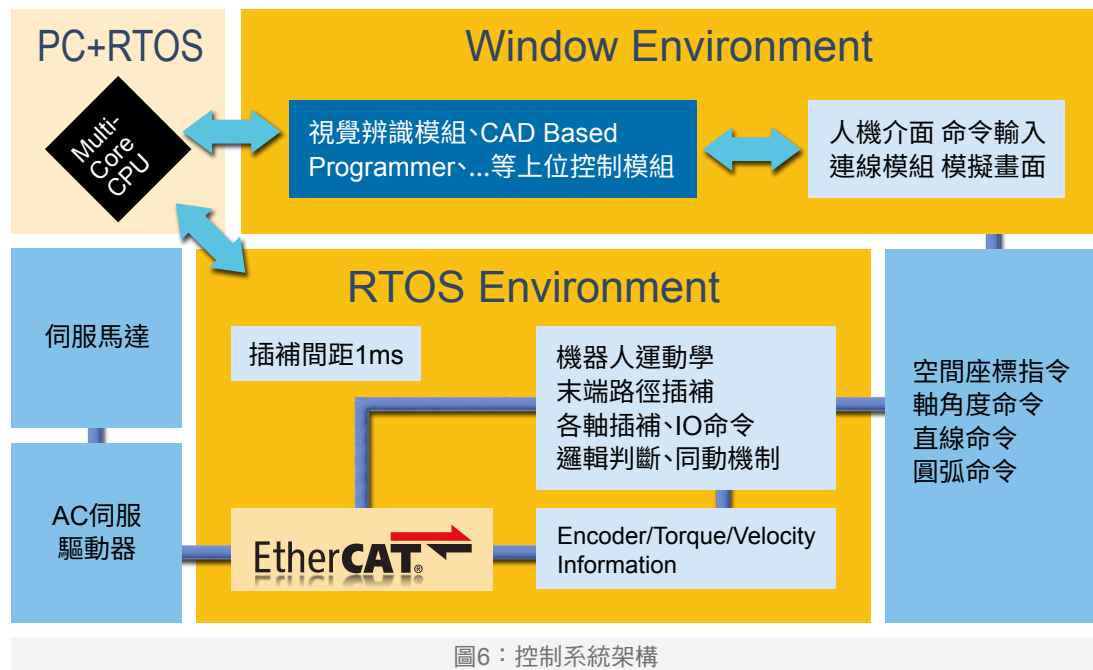 PC+RTOS
Multi-
Core
CPU
Window Environment
視覺辨識模組、CAD Based
Programmer、...等上位控制模組
人機介面 命令輸入
連線模組 模擬畫面
伺服馬達
AC伺服
驅動器
RTOS Environment
插補間距1ms
機器人運動學
末端路徑插補
各軸插補、IO命令
邏輯判斷、同動機制
EtherCAT®
Encoder/Torque/Velocity
Information
空間座標指令
軸角度命令
直線命令
圓弧命令
圖6：控制系統架構